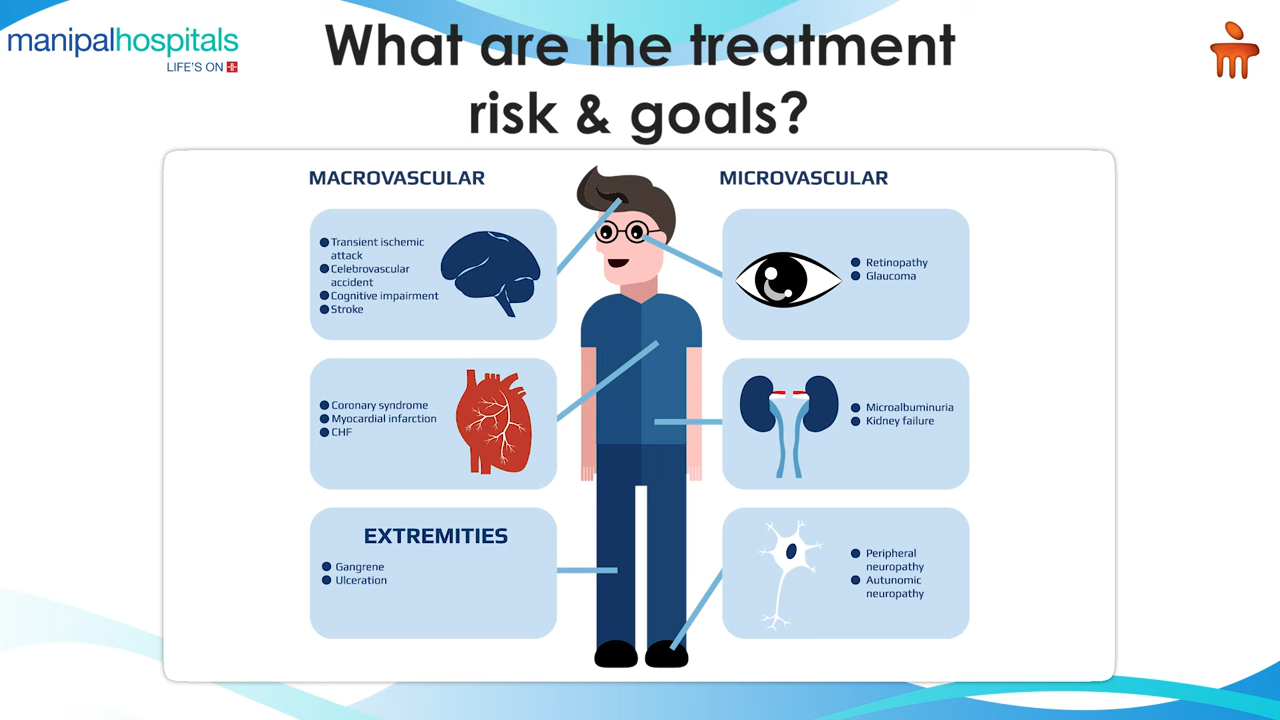 manipalhospitals
LIFE'S ON
What are the treatment
risk & goals?
MACROVASCULAR
Transient ischemic
attack
Celebrovascular
accident
Cognitive impairment
Stroke
Coronary syndrome
Myocardial infarction
CHF
EXTREMITIES
Gangrene
Ulceration
MICROVASCULAR
Retinopathy
Glaucoma
Microalbuminuria
Kidney failure
Peripheral
neuropathy
Autunomic
neuropathy